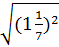 √((1 1/7)²